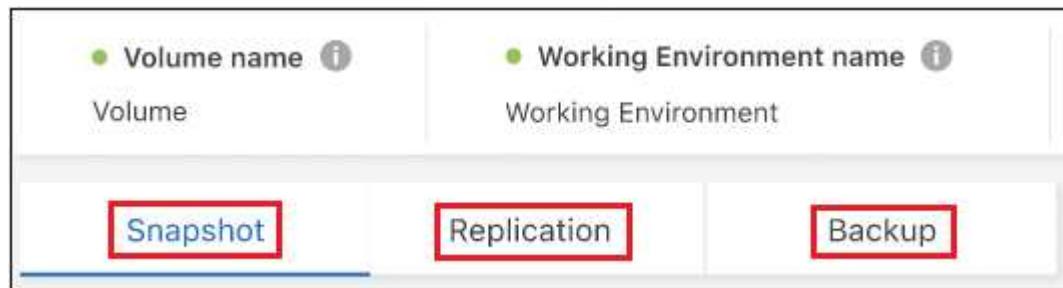 Volume name Working Environment name
Volume Working Environment
Snapshot Replication Backup